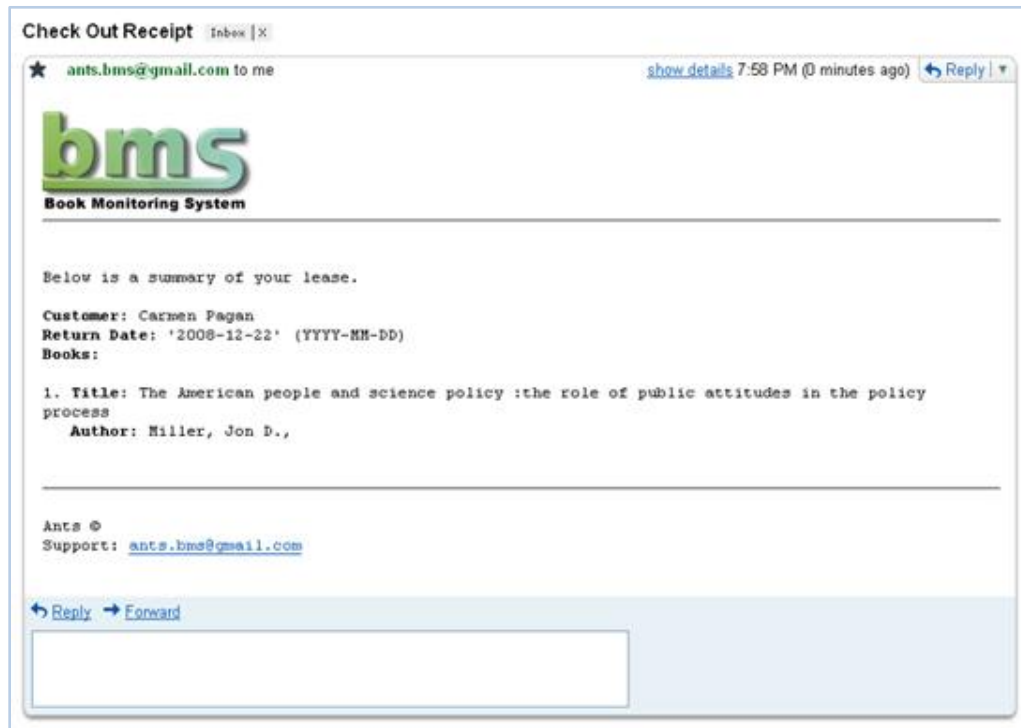 Check Out Receipt Inbox | X
ants.bms@gmail.com to me show details 7:58 PM (0 minutes ago) Reply
bms
Book Monitoring System
Below is a summary of your lease.
Customer: Carmen Pagan
Return Date: '2008-12-22' (YYYY-MM-DD)
Books:
1. Title: The American people and science policy :the role of public attitudes in the policy
process
Author: Miller, Jon D.,
Ants ©
Support: ants.bms@gmail.com
Reply Forward